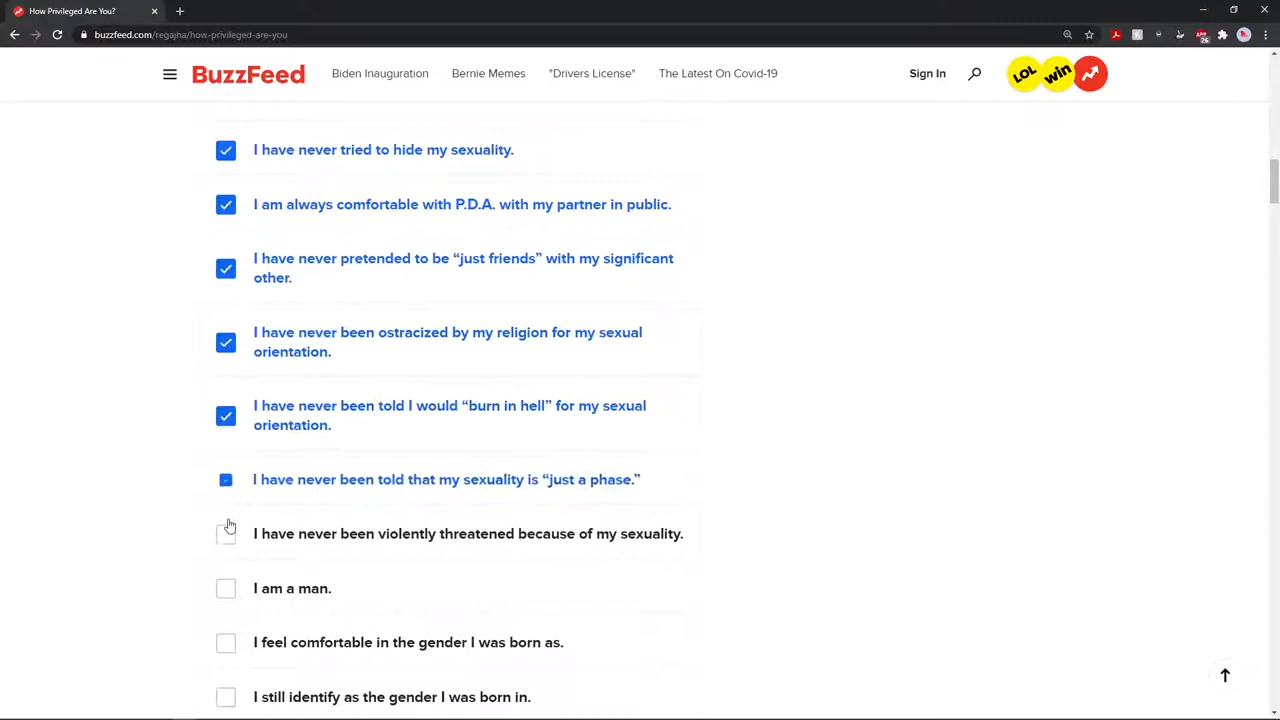 How Privileged Are You?
buzzfeed.com/regajha/how-privileged-are-you
BuzzFeed
Biden Inauguration
Bernie Memes
"Drivers License"
The Latest On Covid-19
Sign In
LOL
win
I have never tried to hide my sexuality.
I am always comfortable with P.D.A. with my partner in public.
I have never pretended to be “just friends” with my significant
other.
I have never been ostracized by my religion for my sexual
orientation.
I have never been told I would “burn in hell” for my sexual
orientation.
I have never been told that my sexuality is “just a phase.”
I have never been violently threatened because of my sexuality.
I am a man.
I feel comfortable in the gender I was born as.
I still identify as the gender I was born in.